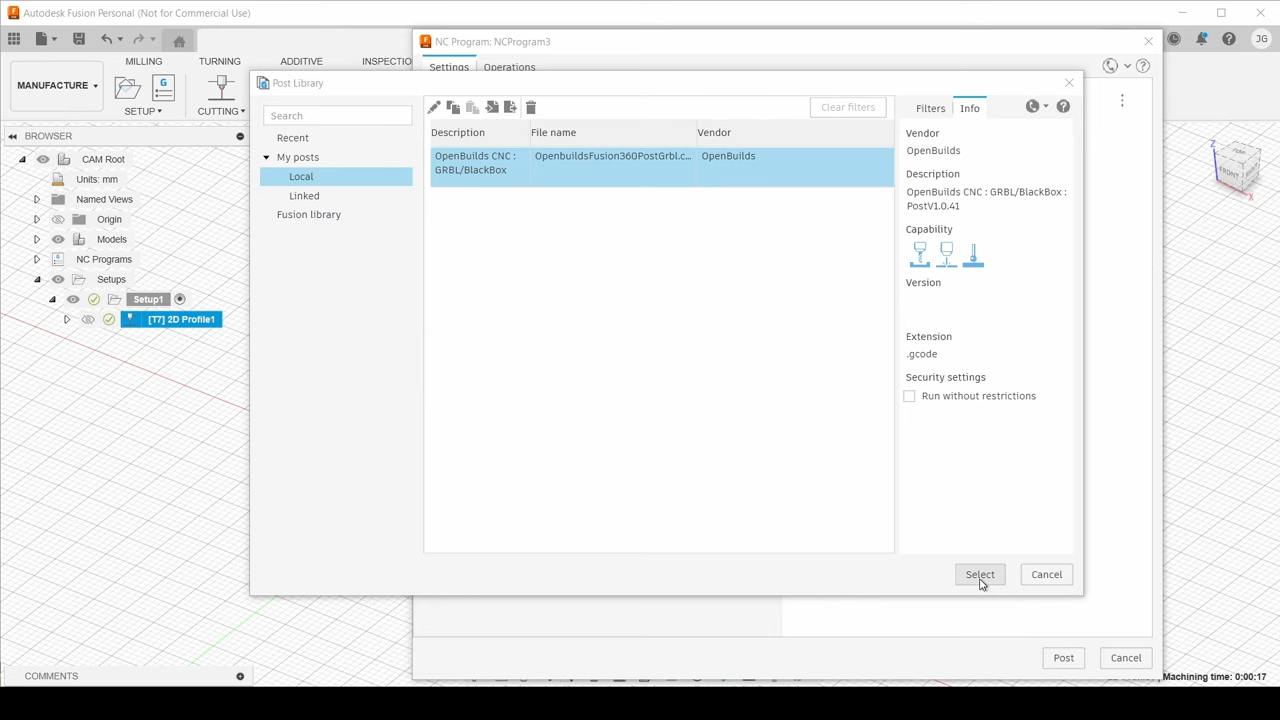 Autodesk Fusion Personal (Not for Commercial Use)
JG
NC Program: NCProgram3
Settings Operations
MILLING TURNING ADDITIVE INSPECTIO
MANUFACTURE
SETUP CUTTING
Post Library
BROWSER
CAM Root
Units: mm
Named Views
Origin
Models
NC Programs
Setups
Setup1
[T7] 2D Profile1
Search
Recent
My posts
Local
Linked
Fusion library
Clear filters
Description File name Vendor
OpenBuilds CNC : OpenbuildsFusion360PostGrbl.c... OpenBuilds
GRBL/BlackBox
Filters Info
Vendor
OpenBuilds
Description
OpenBuilds CNC : GRBL/BlackBox :
PostV1.0.41
Capability
Version
Extension
.gcode
Security settings
Run without restrictions
Select Cancel
Post Cancel
FRONT
Z
X
COMMENTS
Machining time: 0:00:17